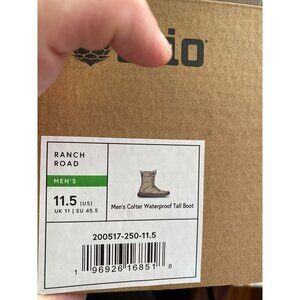 io
RANCH
ROAD
MEN'S
11.5 (US)
UK 11 | EU 45.5
Men's Colter Waterproof Tall Boot
200517-250-11.5
1 96926 16851 8